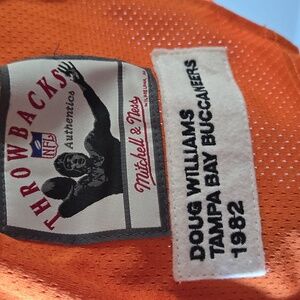 THROWBACKS
NFL
Authentics
Mitchell & Ness
DOUG WILLIAMS
TAMPA BAY BUCCANEERS
1982